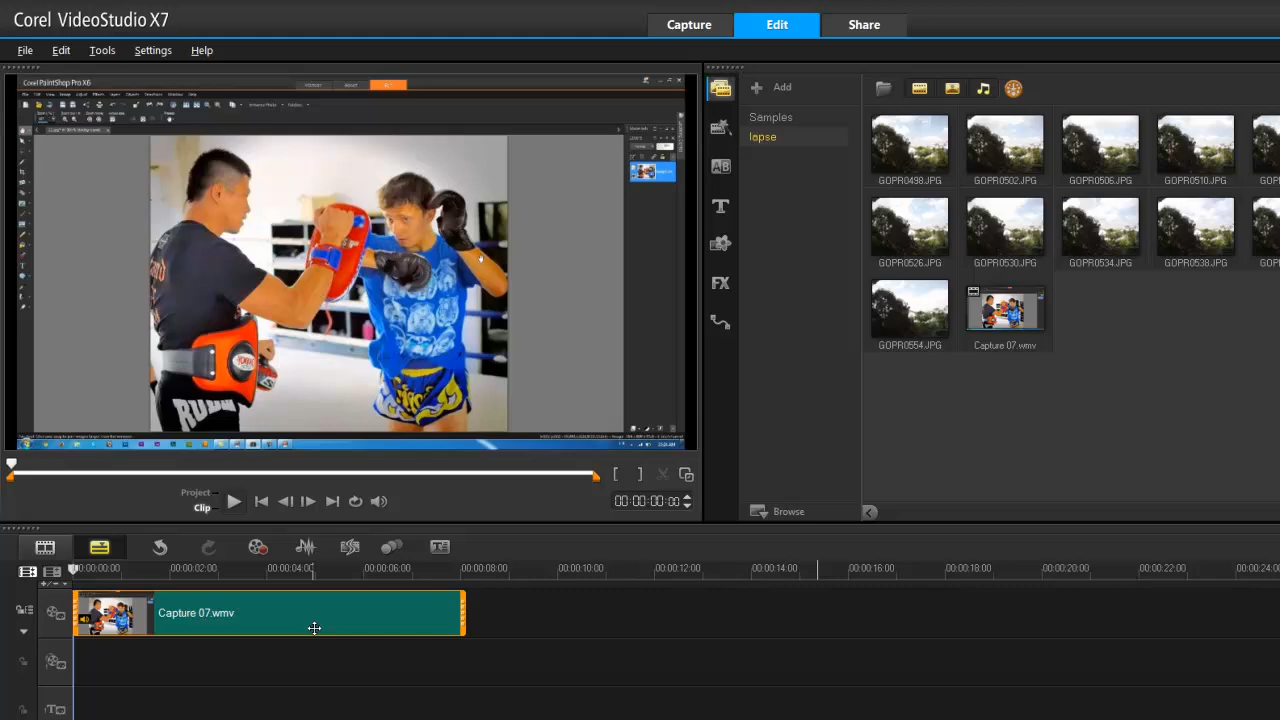 Corel VideoStudio X7
Capture
Edit
Share
File
Edit
Tools
Settings
Help
Corel PaintShop Pro X6
Add
Samples
lapse
GOPR0498.JPG
GOPR0502.JPG
GOPR0506.JPG
GOPR0510.JPG
GOPR0526.JPG
GOPR0530.JPG
GOPR0534.JPG
GOPR0538.JPG
GOPR0554.JPG
Capture 07.wmv
Browse
Project
Clip
00:00:00:00
00:00:00:00
00:00:02:00
00:00:04:00
00:00:06:00
00:00:08:00
00:00:10:00
00:00:12:00
00:00:14:00
00:00:16:00
00:00:18:00
00:00:20:00
00:00:22:00
00:00:24:00
Capture 07.wmv
AB
T
FX